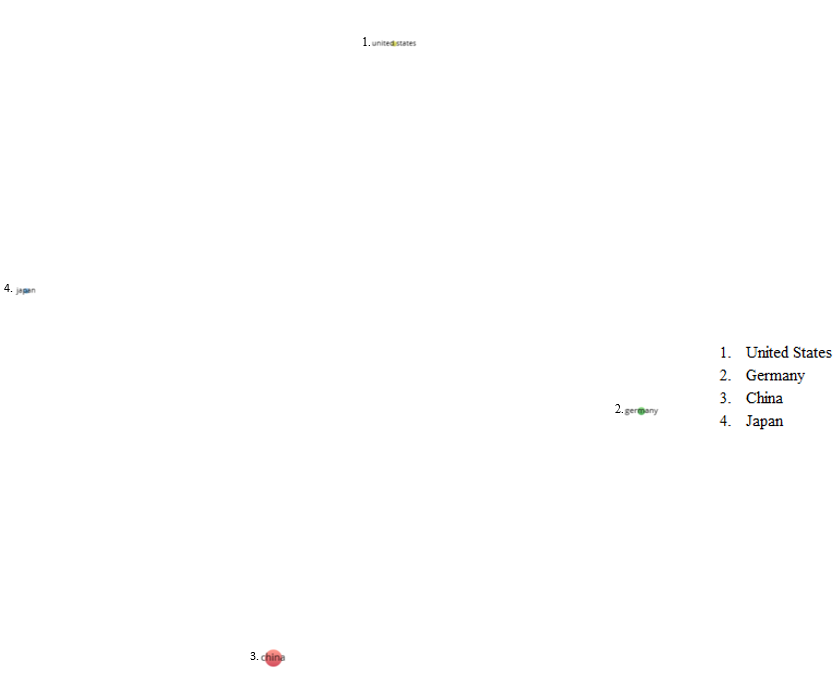 1. united states
4. japan
1. United States
2. Germany
3. China
4. Japan
2. germany
3. china